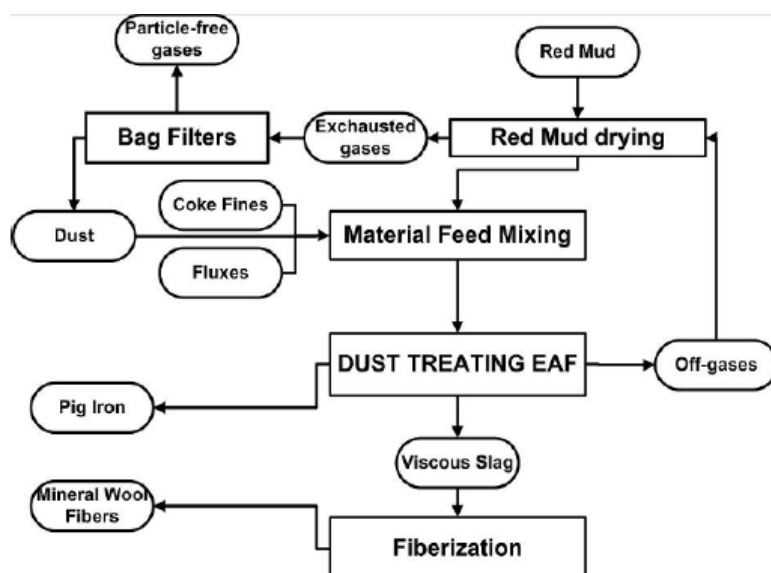 Particle-free
gases
Red Mud
Bag Filters
Exchausted
gases
Red Mud drying
Coke Fines
Dust
Material Feed Mixing
Fluxes
DUST TREATING EAF
Off-gases
Pig Iron
Viscous Slag
Mineral Wool
Fibers
Fiberization